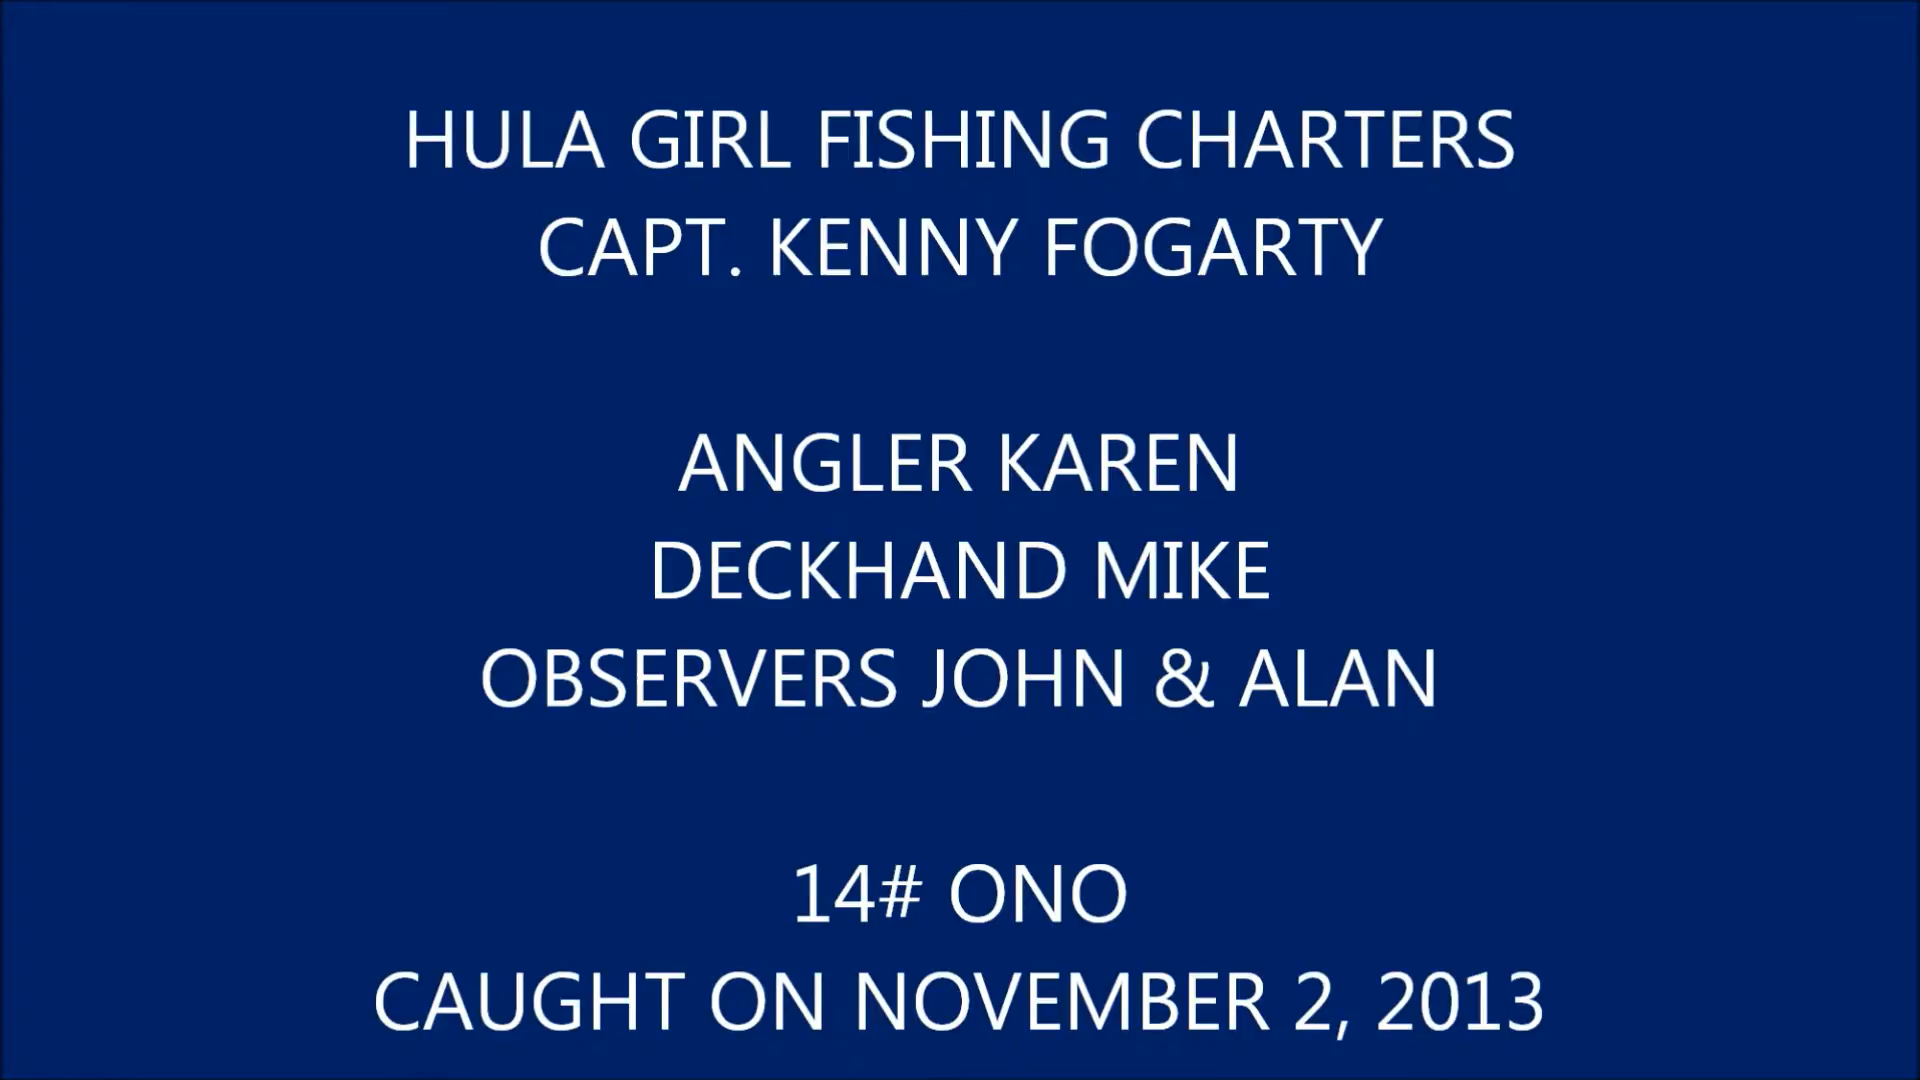 HULA GIRL FISHING CHARTERS
CAPT. KENNY FOGARTY
ANGLER KAREN
DECKHAND MIKE
OBSERVERS JOHN & ALAN
14# ONO
CAUGHT ON NOVEMBER 2, 2013